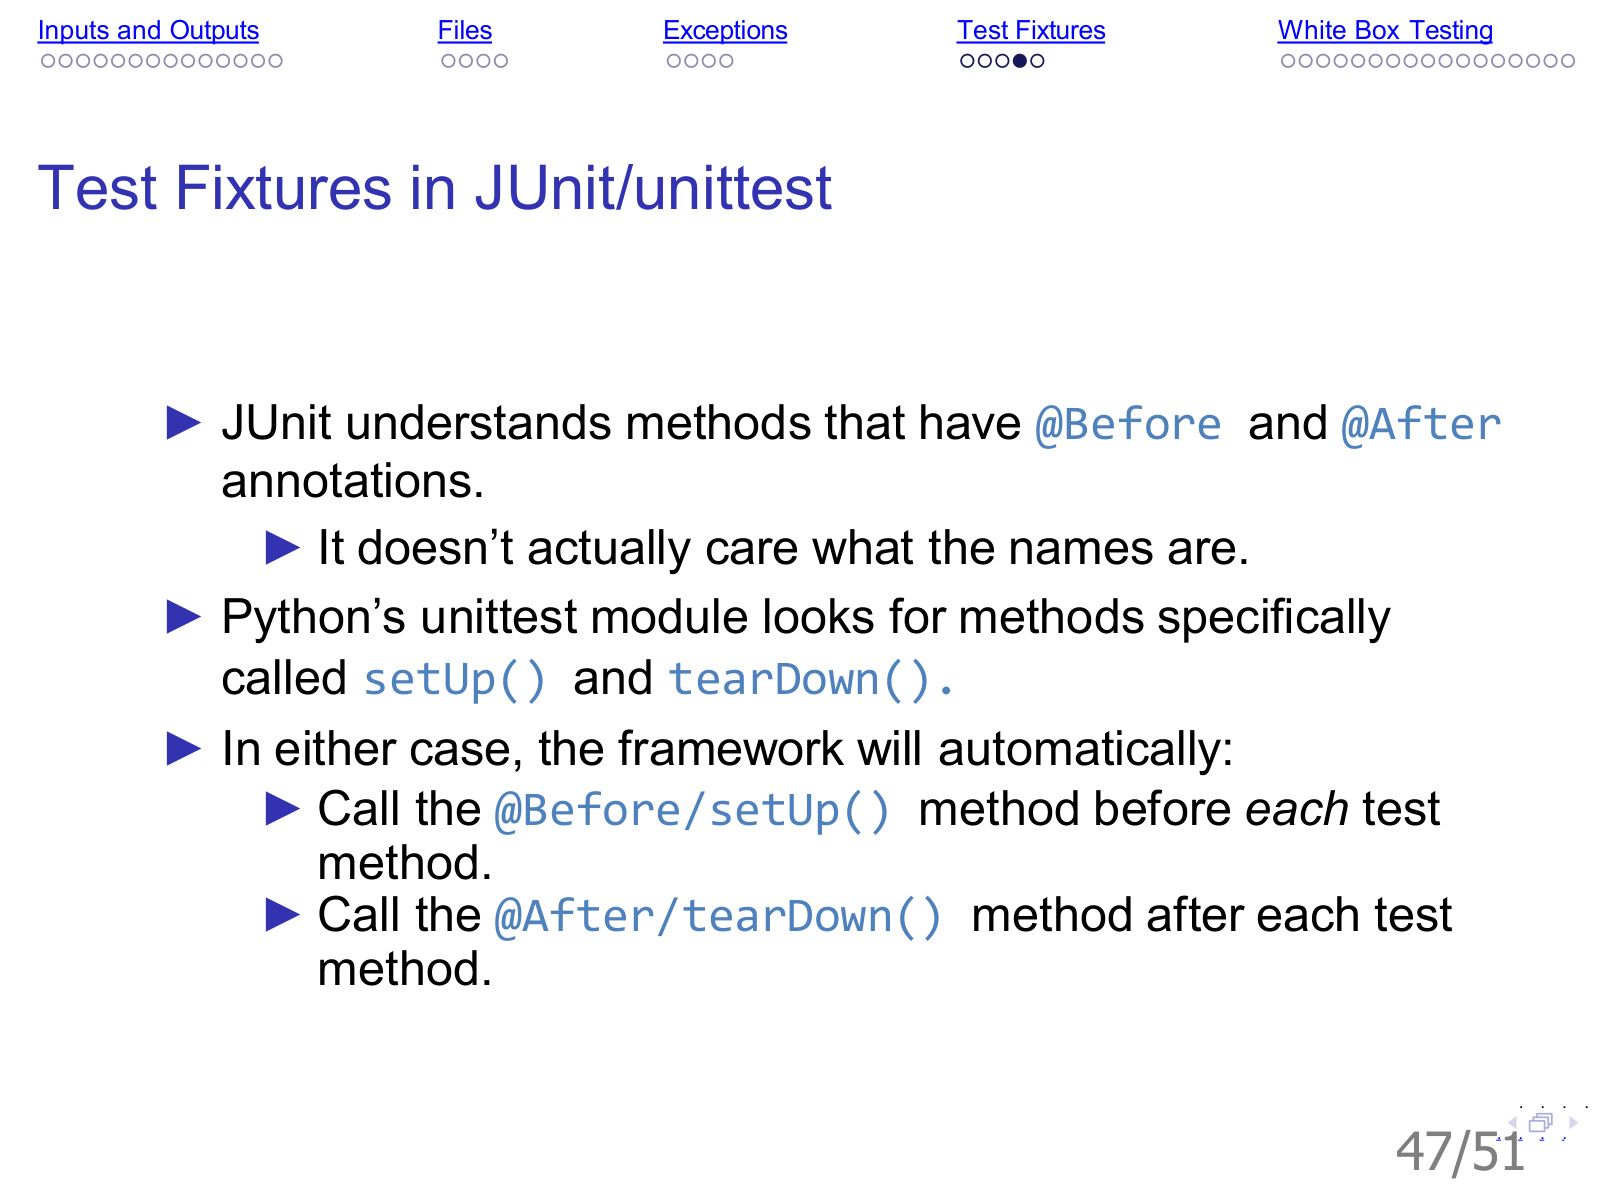 Inputs and Outputs Files Exceptions Test Fixtures White Box Testing
Test Fixtures in JUnit/unittest
► JUnit understands methods that have @Before and @After
annotations.
► It doesn’t actually care what the names are.
► Python’s unittest module looks for methods specifically
called setUp() and tearDown().
► In either case, the framework will automatically:
► Call the @Before/setUp() method before each test
method.
► Call the @After/tearDown() method after each test
method.
47/51